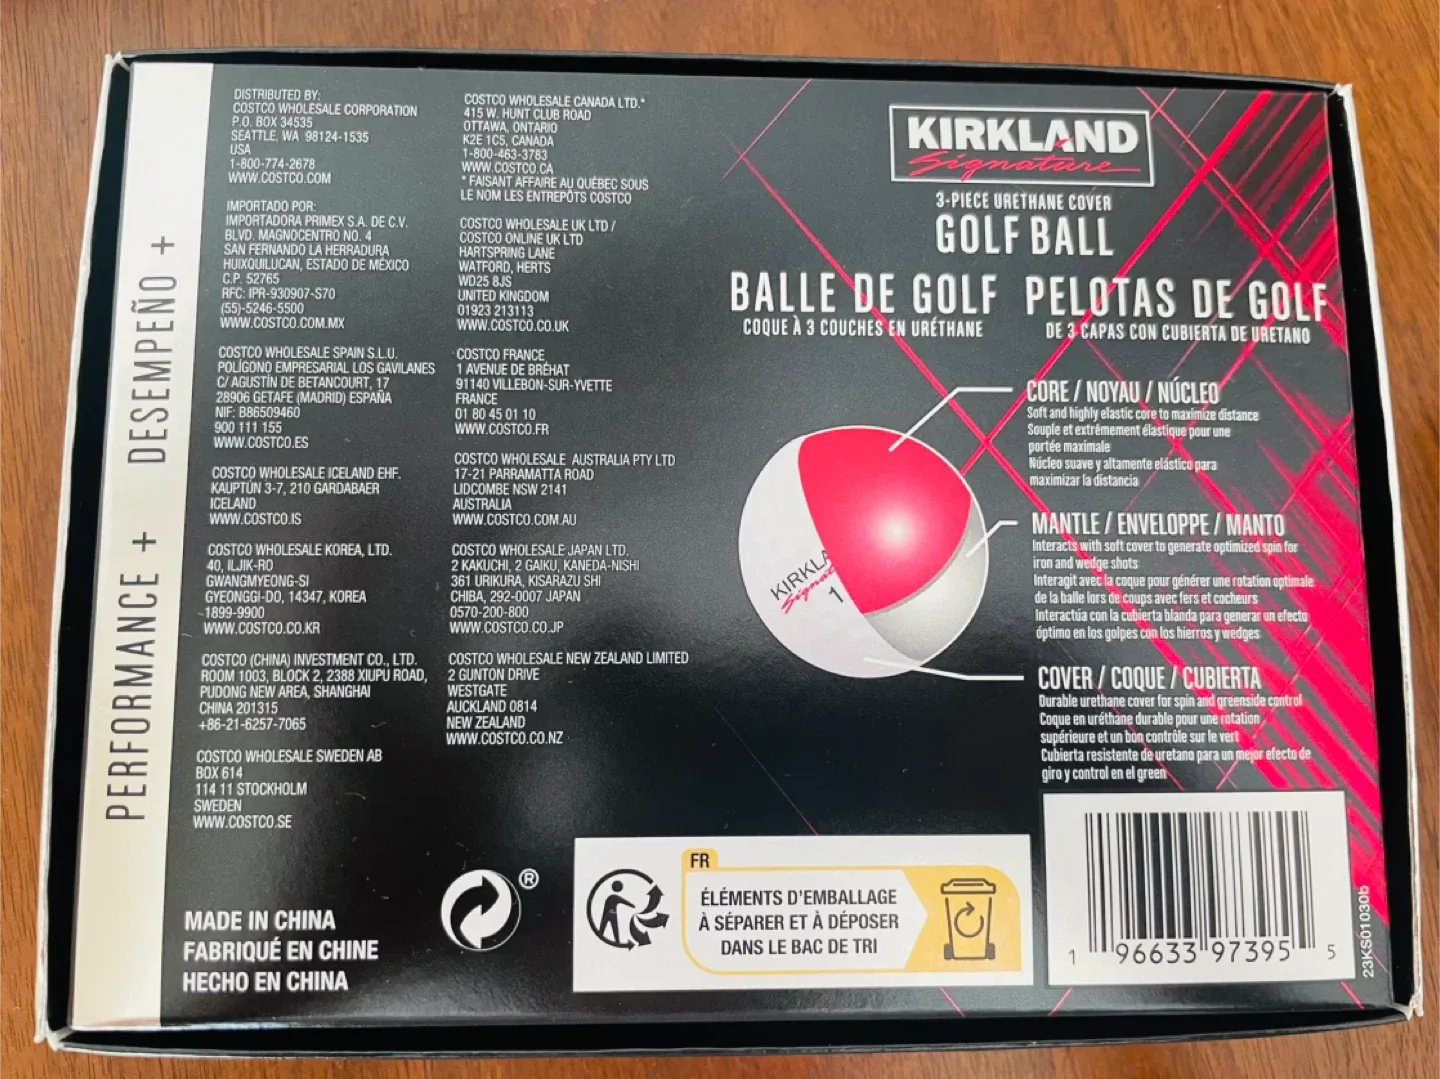 PERFORMANCE + DESEMPEÑO +
DISTRIBUTED BY:
COSTCO WHOLESALE CORPORATION
P.O. BOX 34535
SEATTLE, WA 98124-1535
USA
1-800-774-2678
WWW.COSTCO.COM
IMPORTADO POR:
IMPORTADORA PRIMEX S.A. DE C.V.
BLVD. MAGNOCENTRO NO. 4
SAN FERNANDO LA HERRADURA
HUIXQUILUCAN, ESTADO DE MÉXICO
C.P. 52765
RFC: IPR-930907-S70
(55)-5246-5500
WWW.COSTCO.COM.MX
COSTCO WHOLESALE SPAIN S.L.U.
POLÍGONO EMPRESARIAL LOS GAVILANES
C/ AGUSTÍN DE BETANCOURT, 17
28906 GETAFE (MADRID) ESPAÑA
NIF: B86509460
900 111 155
WWW.COSTCO.ES
COSTCO WHOLESALE ICELAND EHF.
KAUPTÚN 3-7, 210 GARDABAER
ICELAND
WWW.COSTCO.IS
COSTCO WHOLESALE KOREA, LTD.
40, ILJIK-RO
GWANGMYEONG-SI
GYEONGGI-DO, 14347, KOREA
1899-9900
WWW.COSTCO.CO.KR
COSTCO (CHINA) INVESTMENT CO., LTD.
ROOM 1003, BLOCK 2, 2388 XIUPU ROAD,
PUDONG NEW AREA, SHANGHAI
CHINA 201315
+86-21-6257-7065
COSTCO WHOLESALE SWEDEN AB
BOX 614
114 11 STOCKHOLM
SWEDEN
WWW.COSTCO.SE
COSTCO WHOLESALE CANADA LTD.*
415 W. HUNT CLUB ROAD
OTTAWA, ONTARIO
K2E 1C5, CANADA
1-800-463-3783
WWW.COSTCO.CA
* FAISANT AFFAIRE AU QUÉBEC SOUS
LE NOM LES ENTREPÔTS COSTCO
COSTCO WHOLESALE UK LTD /
COSTCO ONLINE UK LTD
HARTSPRING LANE
WATFORD, HERTS
WD25 8JS
UNITED KINGDOM
01923 213113
WWW.COSTCO.CO.UK
COSTCO FRANCE
1 AVENUE DE BRÉHAT
91140 VILLEBON-SUR-YVETTE
FRANCE
01 80 45 01 10
WWW.COSTCO.FR
COSTCO WHOLESALE AUSTRALIA PTY LTD
17-21 PARRAMATTA ROAD
LIDCOMBE NSW 2141
AUSTRALIA
WWW.COSTCO.COM.AU
COSTCO WHOLESALE JAPAN LTD.
2 KAKUCHI, 2 GAIKU, KANEDA-NISHI
361 URIKURA, KISARAZU SHI
CHIBA, 292-0007 JAPAN
0570-200-800
WWW.COSTCO.CO.JP
COSTCO WHOLESALE NEW ZEALAND LIMITED
2 GUNTON DRIVE
WESTGATE
AUCKLAND 0814
NEW ZEALAND
WWW.COSTCO.CO.NZ
KIRKLAND
Signature
3-PIECE URETHANE COVER
GOLF BALL
BALLE DE GOLF
COQUE À 3 COUCHES EN URÉTHANE
PELOTAS DE GOLF
DE 3 CAPAS CON CUBIERTA DE URETANO
CORE / NOYAU / NÚCLEO
Soft and highly elastic core to maximize distance
Souple et extrêmement élastique pour une
portée maximale
Núcleo suave y altamente elástico para
maximizar la distancia
MANTLE / ENVELOPPE / MANTO
Interacts with soft cover to generate optimized spin for
iron and wedge shots
Interagit avec la coque pour générer une rotation optimale
de la balle lors de coups avec fers et cocheurs
Interactúa con la cubierta blanda para generar un efecto
óptimo en los golpes con los hierros y wedges
COVER / COQUE / CUBIERTA
Durable urethane cover for spin and greenside control
Coque en uréthane durable pour une rotation
supérieure et un bon contrôle sur le vert
Cubierta resistente de uretano para un mejor efecto de
giro y control en el green
KIRKLA
Signat
1
MADE IN CHINA
FABRIQUÉ EN CHINE
HECHO EN CHINA
®
FR
ÉLÉMENTS D'EMBALLAGE
À SÉPARER ET À DÉPOSER
DANS LE BAC DE TRI
1 96633 97395 5
23KS01030b